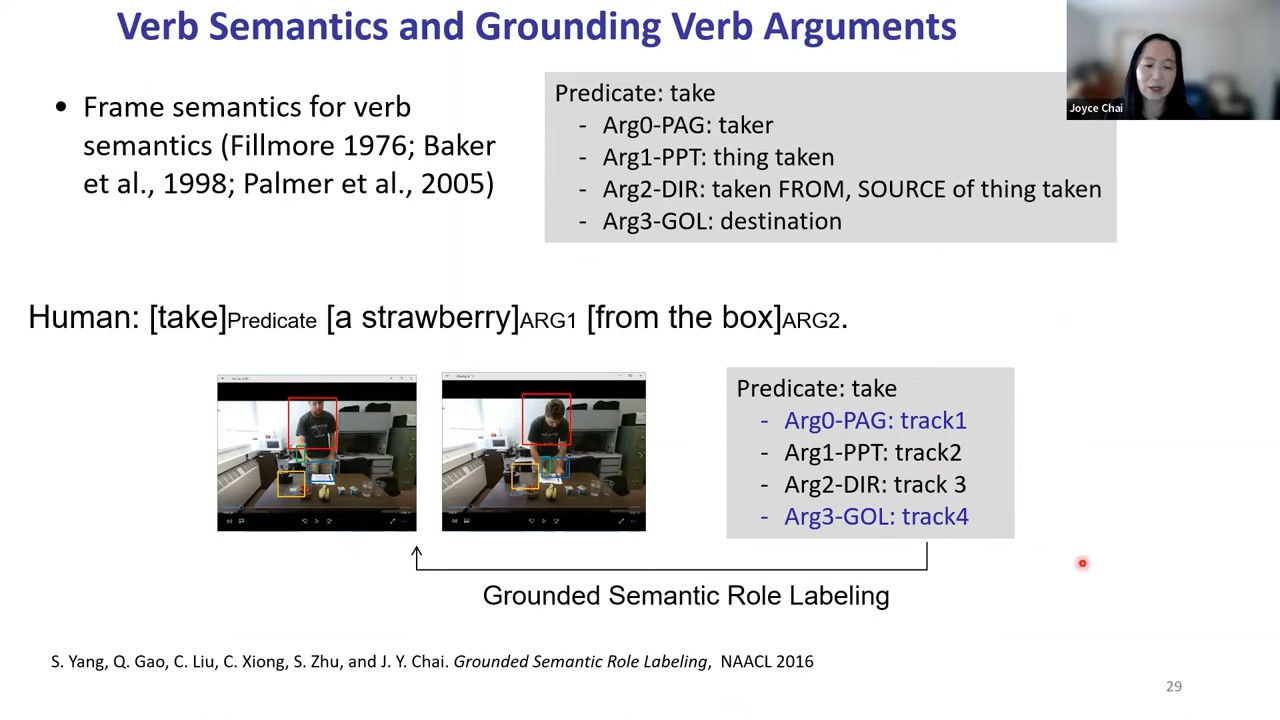 Verb Semantics and Grounding Verb Arguments
Joyce Chai
• Frame semantics for verb
semantics (Fillmore 1976; Baker
et al., 1998; Palmer et al., 2005)
Predicate: take
- Arg0-PAG: taker
- Arg1-PPT: thing taken
- Arg2-DIR: taken FROM, SOURCE of thing taken
- Arg3-GOL: destination
Human: [take]Predicate [a strawberry]ARG1 [from the box]ARG2.
Predicate: take
- Arg0-PAG: track1
- Arg1-PPT: track2
- Arg2-DIR: track 3
- Arg3-GOL: track4
Grounded Semantic Role Labeling
S. Yang, Q. Gao, C. Liu, C. Xiong, S. Zhu, and J. Y. Chai. Grounded Semantic Role Labeling, NAACL 2016
29